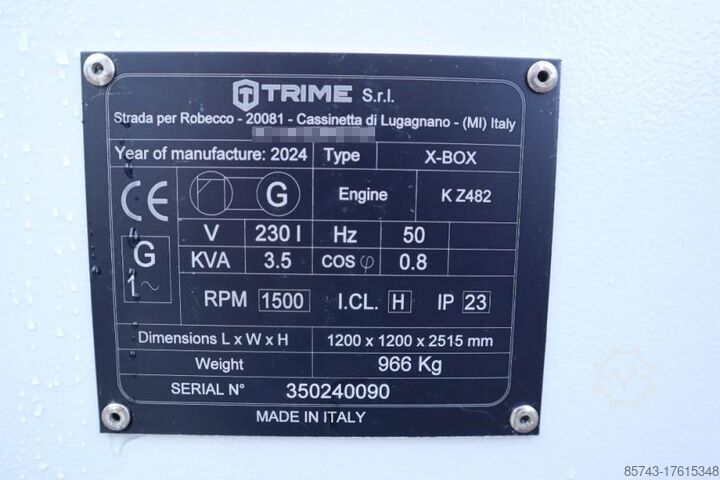 TRIME S.r.l.
Strada per Robecco - 20081 - Cassinetta di Lugagnano - (MI) Italy
Year of manufacture: 2024 Type X-BOX
CE G Engine K Z482
V 230 I Hz 50
G KVA 3.5 COS φ 0.8
1~ RPM 1500 I.CL. H IP 23
Dimensions L x W x H 1200 x 1200 x 2515 mm
Weight 966 Kg
SERIAL N° 350240090
MADE IN ITALY
85743-17615348